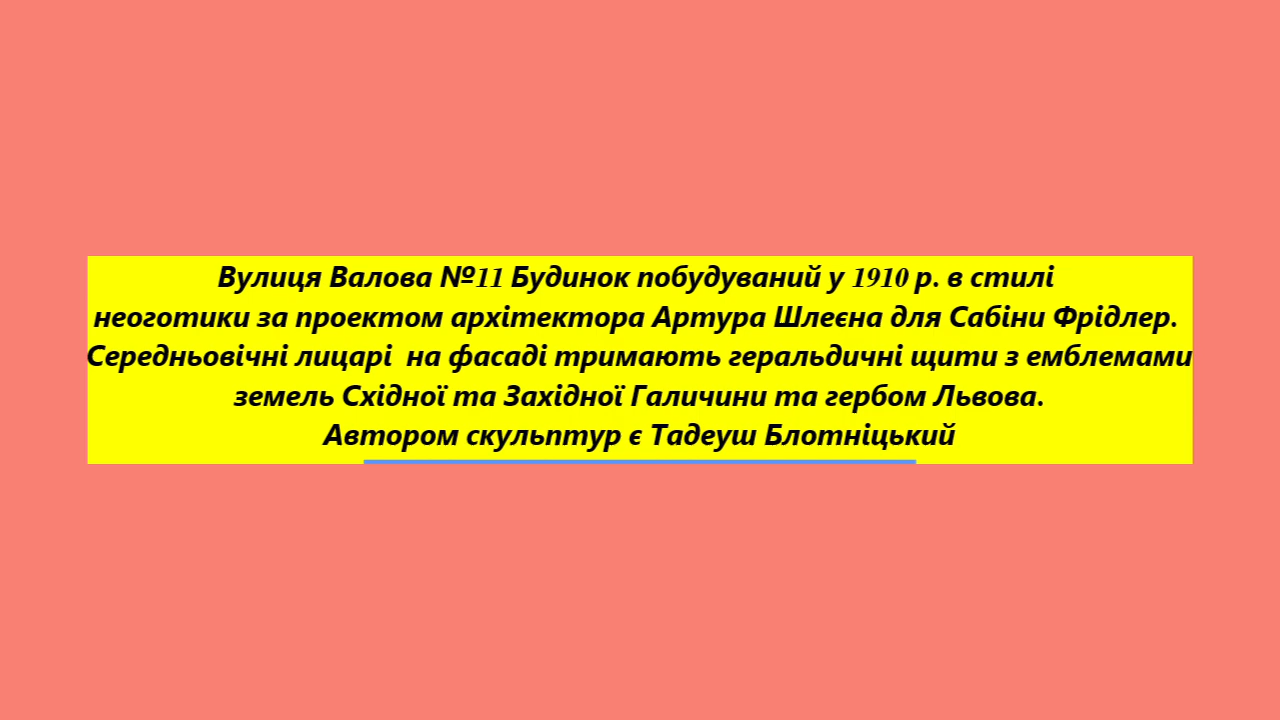 Вулиця Валова №11 Будинок побудуваний у 1910 р. в стилі
неоготики за проектом архітектора Артура Шлеєна для Сабіни Фрідлер.
Середньовічні лицарі  на фасаді тримають геральдичні щити з емблемами
земель Східної та Західної Галичини та гербом Львова.
Автором скульптур є Тадеуш Блотніцький